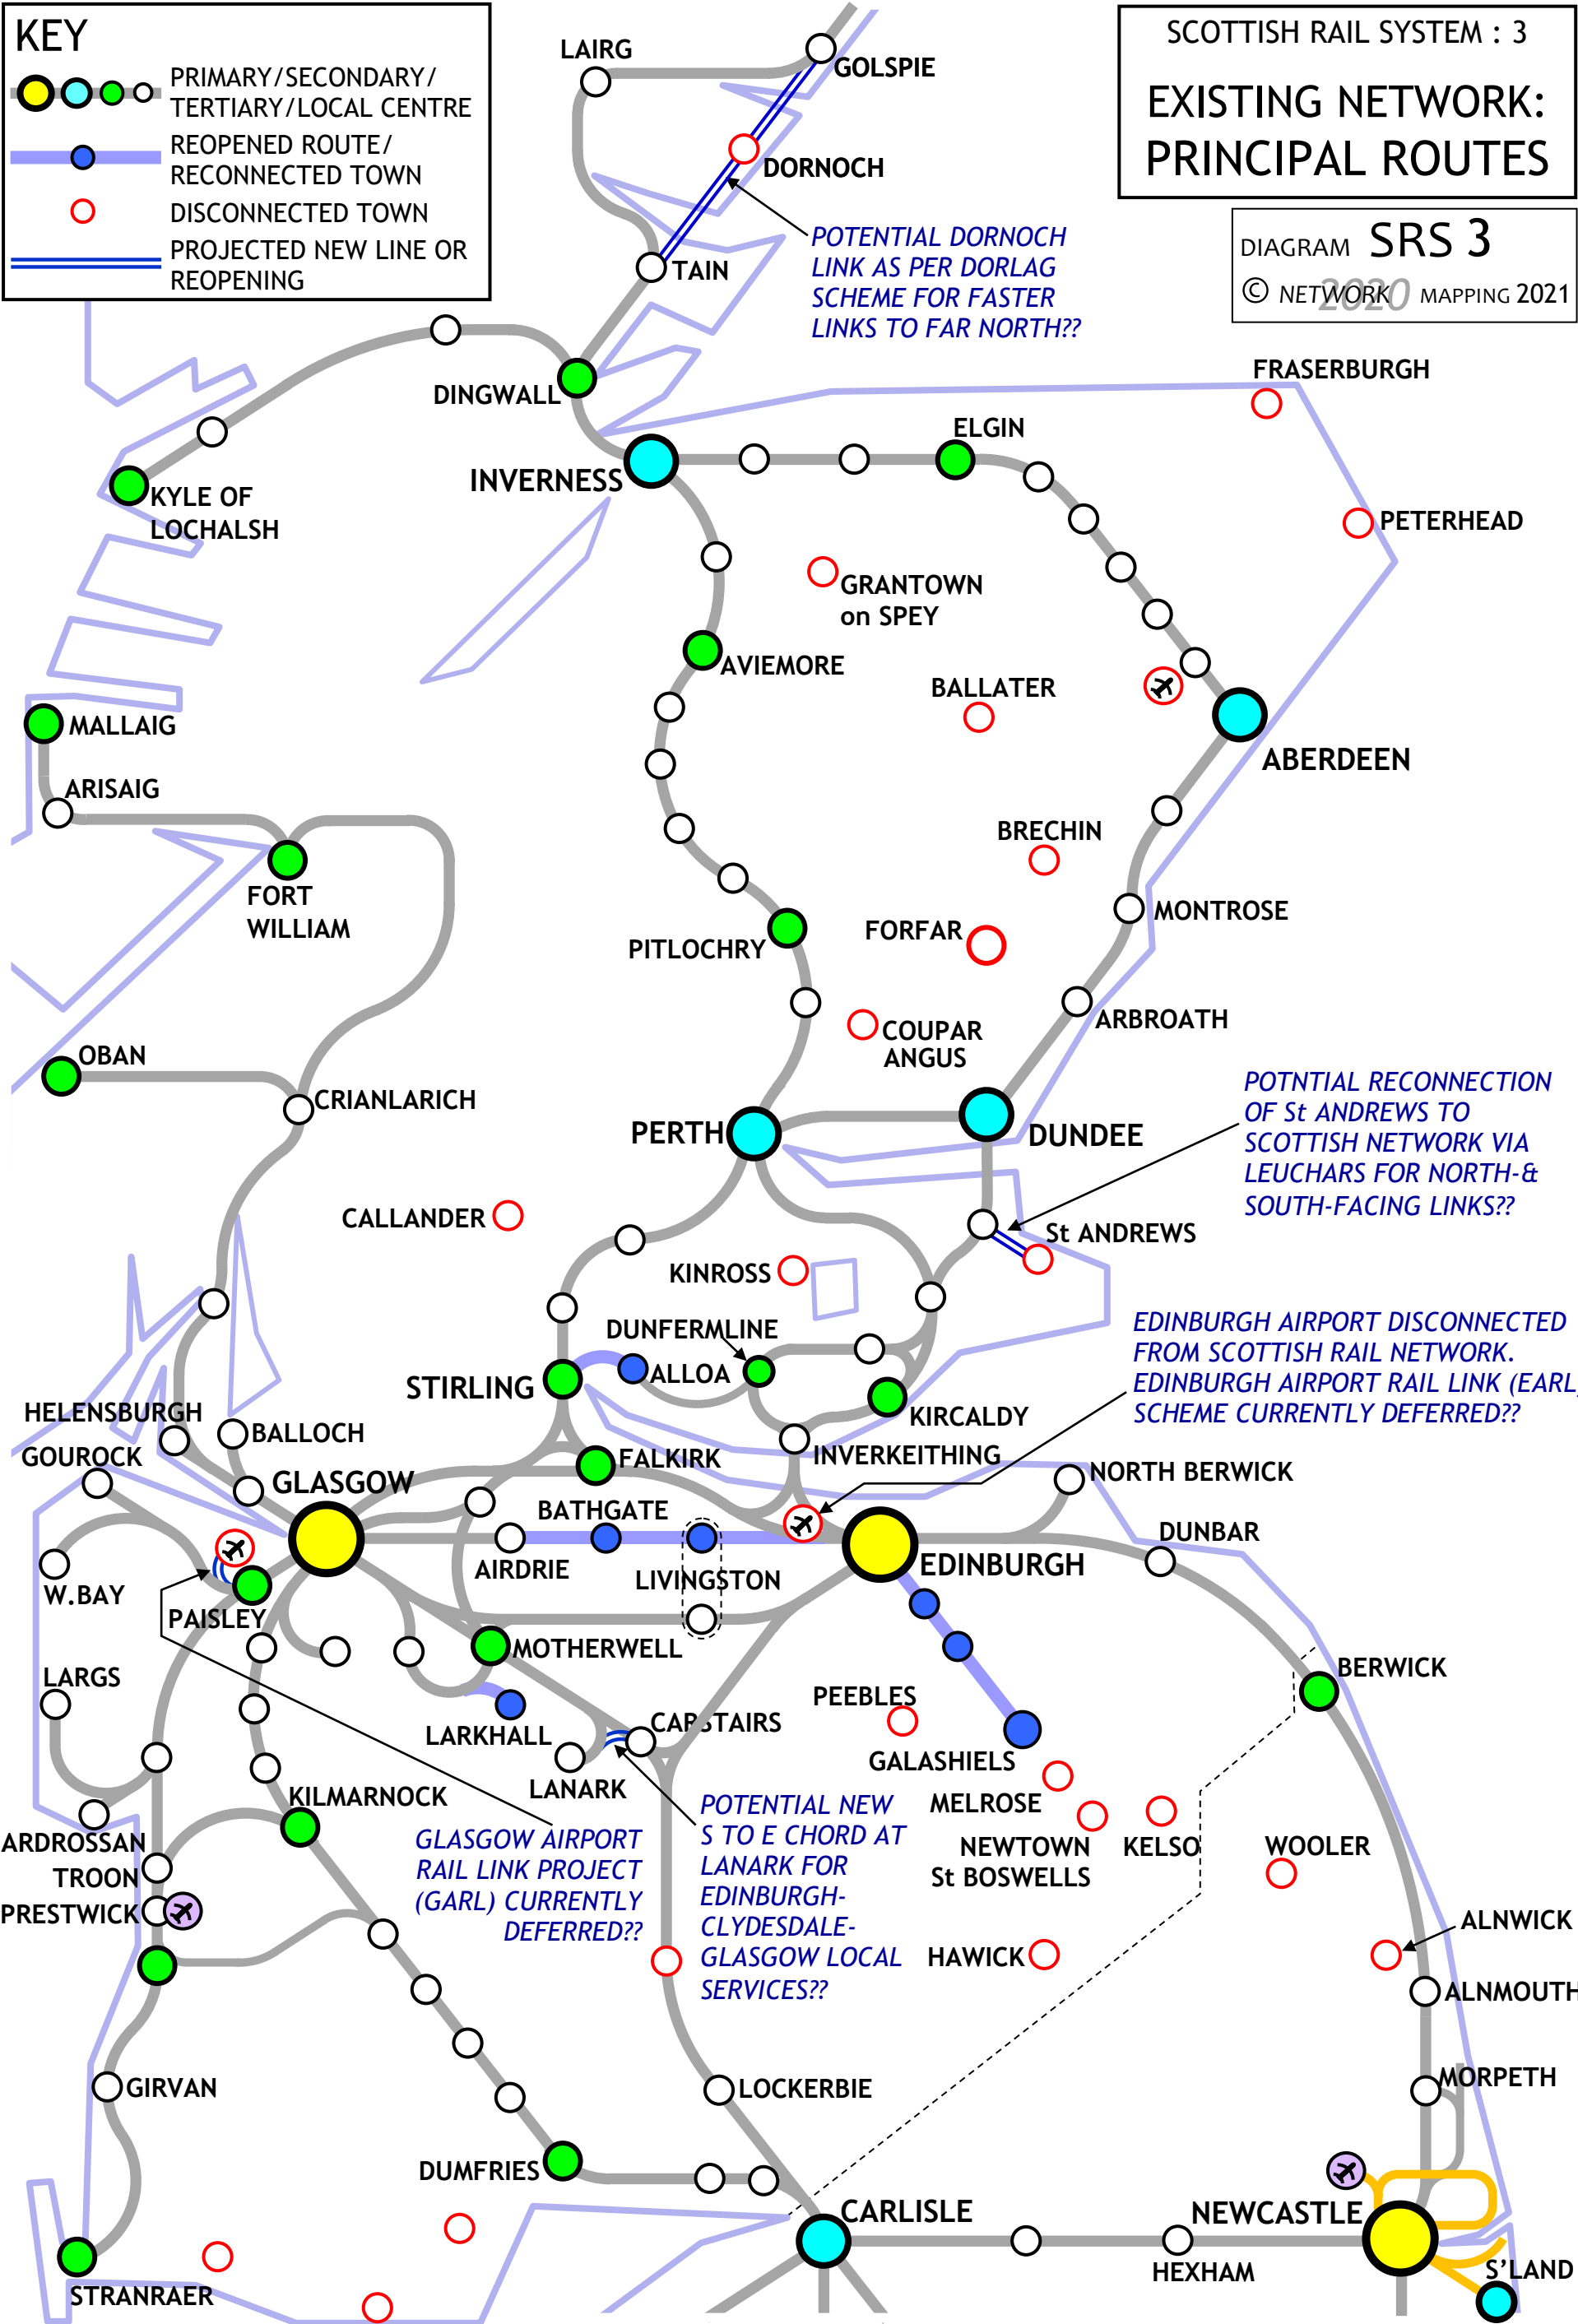 KEY
PRIMARY/SECONDARY/
TERTIARY/LOCAL CENTRE
REOPENED ROUTE/
RECONNECTED TOWN
DISCONNECTED TOWN
PROJECTED NEW LINE OR
REOPENING
SCOTTISH RAIL SYSTEM : 3
EXISTING NETWORK:
PRINCIPAL ROUTES
DIAGRAM SRS 3
© NETWORK 2020 MAPPING 2021
LAIRG
GOLSPIE
DORNOCH
POTENTIAL DORNOCH
LINK AS PER DORLAG
SCHEME FOR FASTER
LINKS TO FAR NORTH??
TAIN
DINGWALL
FRASERBURGH
ELGIN
INVERNESS
KYLE OF
LOCHALSH
PETERHEAD
GRANTOWN
on SPEY
AVIEMORE
BALLATER
MALLAIG
ABERDEEN
ARISAIG
BRECHIN
FORT
WILLIAM
MONTROSE
FORFAR
PITLOCHRY
ARBROATH
COUPAR
ANGUS
OBAN
CRIANLARICH
POTNTIAL RECONNECTION
OF St ANDREWS TO
SCOTTISH NETWORK VIA
LEUCHARS FOR NORTH-&
SOUTH-FACING LINKS??
PERTH
DUNDEE
CALLANDER
St ANDREWS
KINROSS
EDINBURGH AIRPORT DISCONNECTED
FROM SCOTTISH RAIL NETWORK.
EDINBURGH AIRPORT RAIL LINK (EARL)
SCHEME CURRENTLY DEFERRED??
DUNFERMLINE
ALLOA
STIRLING
KIRCALDY
HELENSBURGH
BALLOCH
GOUROCK
INVERKEITHING
FALKIRK
GLASGOW
NORTH BERWICK
BATHGATE
DUNBAR
AIRDRIE
LIVINGSTON
EDINBURGH
W.BAY
PAISLEY
MOTHERWELL
LARGS
BERWICK
PEEBLES
CARSTAIRS
LARKHALL
GALASHIELS
LANARK
KILMARNOCK
MELROSE
POTENTIAL NEW
S TO E CHORD AT
LANARK FOR
EDINBURGH-
CLYDESDALE-
GLASGOW LOCAL
SERVICES??
GLASGOW AIRPORT
RAIL LINK PROJECT
(GARL) CURRENTLY
DEFERRED??
ARDROSSAN
TROON
PRESTWICK
NEWTOWN
St BOSWELLS
KELSO
WOOLER
ALNWICK
HAWICK
ALNMOUTH
GIRVAN
LOCKERBIE
MORPETH
DUMFRIES
CARLISLE
NEWCASTLE
HEXHAM
S'LAND
STRANRAER